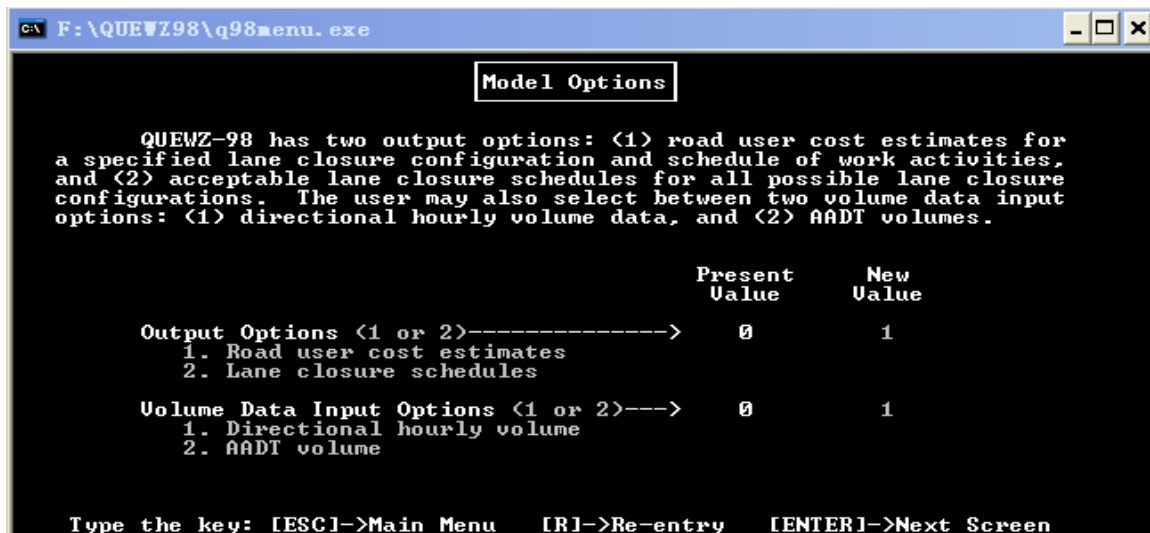 F:\QUEWZ98\q98menu.exe
Model Options
QUEWZ-98 has two output options: (1) road user cost estimates for
a specified lane closure configuration and schedule of work activities,
and (2) acceptable lane closure schedules for all possible lane closure
configurations. The user may also select between two volume data input
options: (1) directional hourly volume data, and (2) AADT volumes.
Present New
Value Value
Output Options (1 or 2)--------------> 0 1
1. Road user cost estimates
2. Lane closure schedules
Volume Data Input Options (1 or 2)---> 0 1
1. Directional hourly volume
2. AADT volume
Type the key: [ESC]->Main Menu [R]->Re-entry [ENTER]->Next Screen